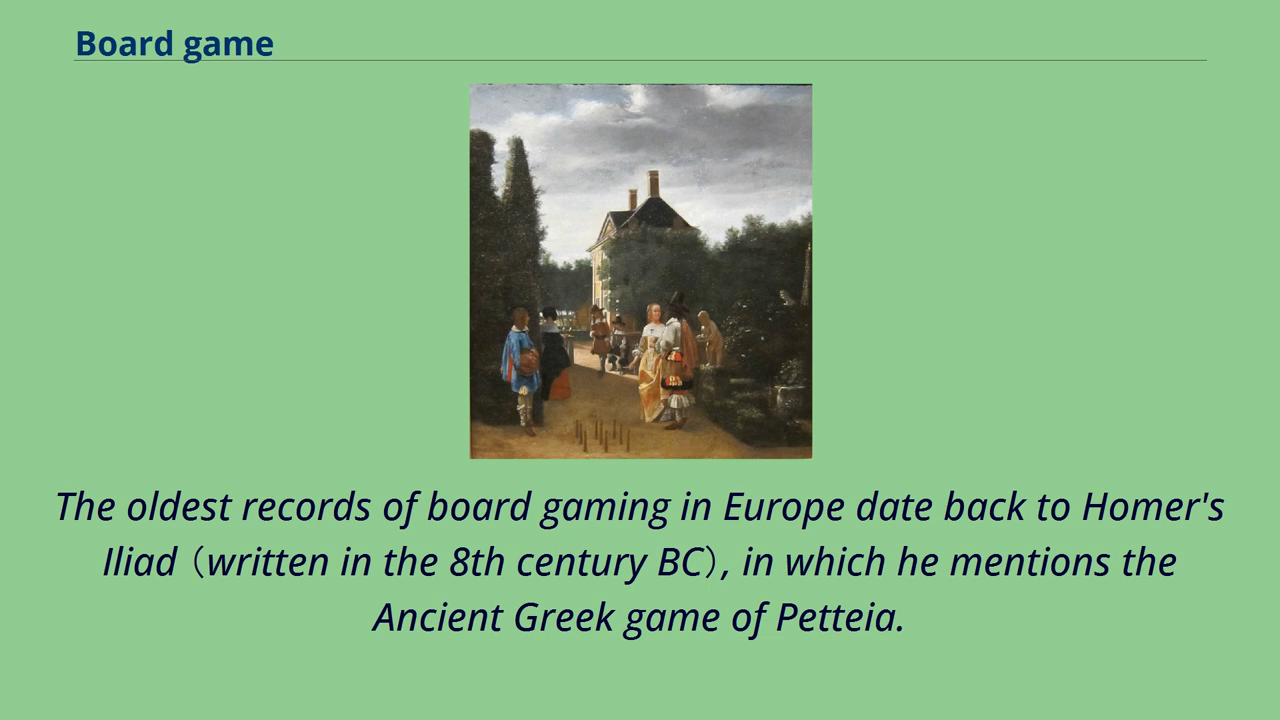 Board game
The oldest records of board gaming in Europe date back to Homer's
Iliad（written in the 8th century BC）, in which he mentions the
Ancient Greek game of Petteia.